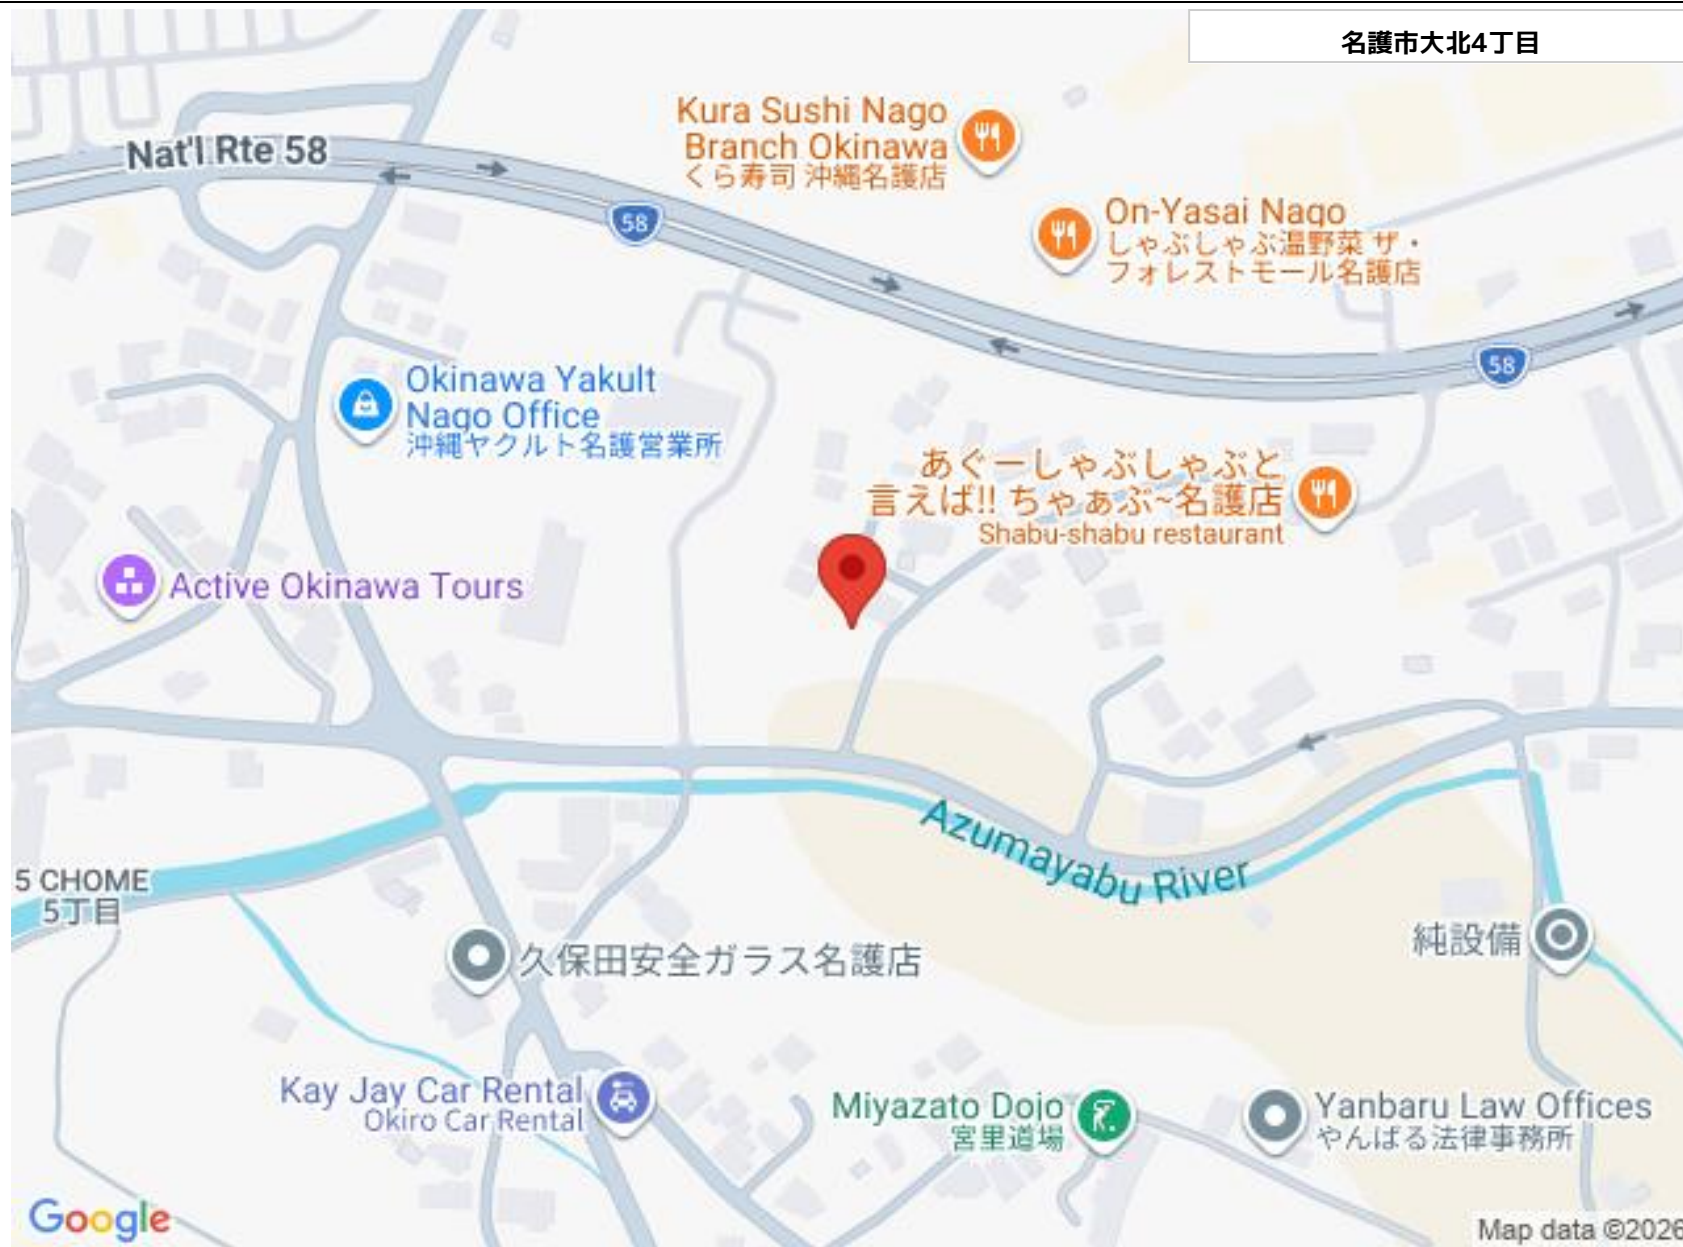 名護市大北4丁目
Nat'l Rte 58
Kura Sushi Nago
Branch Okinawa
くら寿司 沖縄名護店
58
On-Yasai Nago
しゃぶしゃぶ温野菜 ザ・
フォレストモール名護店
58
Okinawa Yakult
Nago Office
沖縄ヤクルト名護営業所
あぐーしゃぶしゃぶと
言えば!! ちゃぁぶ~名護店
Shabu-shabu restaurant
Active Okinawa Tours
Azumayabu River
5 CHOME
5丁目
久保田安全ガラス名護店
純設備
Kay Jay Car Rental
Okiro Car Rental
Miyazato Dojo
宮里道場
Yanbaru Law Offices
やんばる法律事務所
Google
Map data ©2026